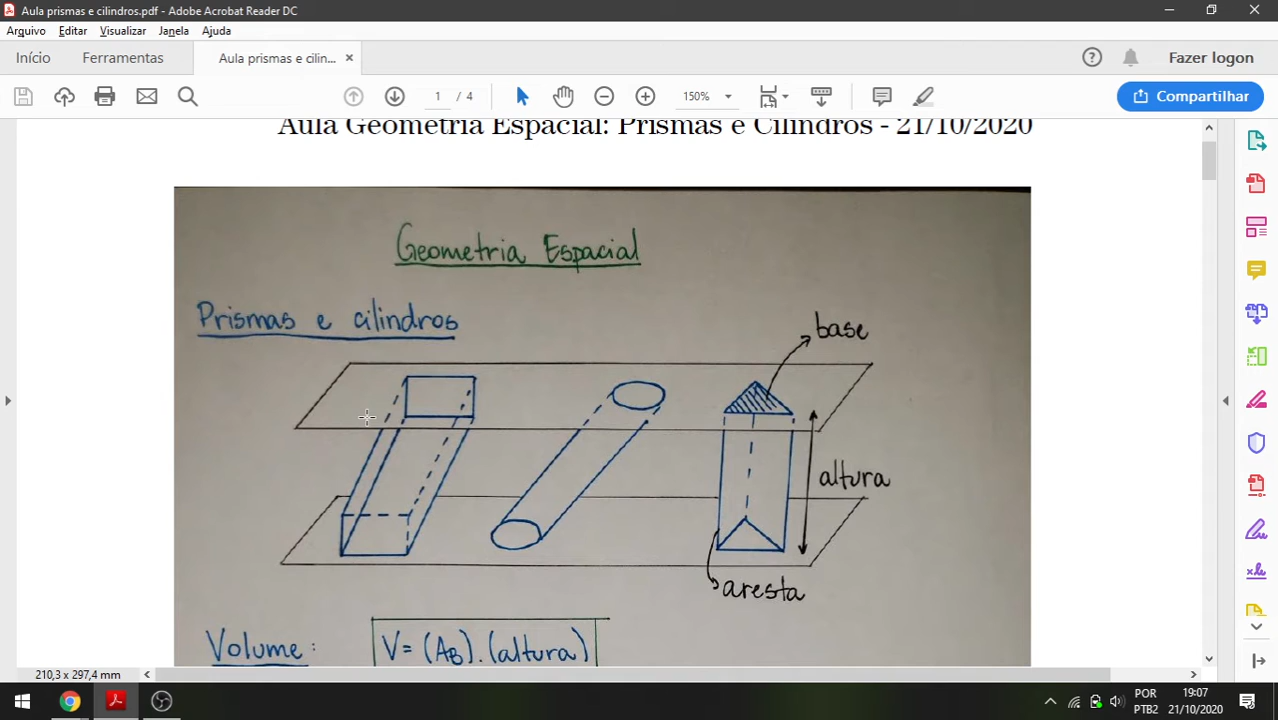 Aula prismas e cilindros.pdf - Adobe Acrobat Reader DC
Arquivo Editar Visualizar Janela Ajuda
Início Ferramentas Aula prismas e cilin... × Fazer logon
1 / 4 150% Compartilhar
Aula Geometria Espacial: Prismas e Cilindros - 21/10/2020
Geometria Espacial
Prismas e cilindros
base
altura
aresta
Volume: V= (AB).(altura)
210,3 x 297,4 mm
POR 19:07
PTB2 21/10/2020